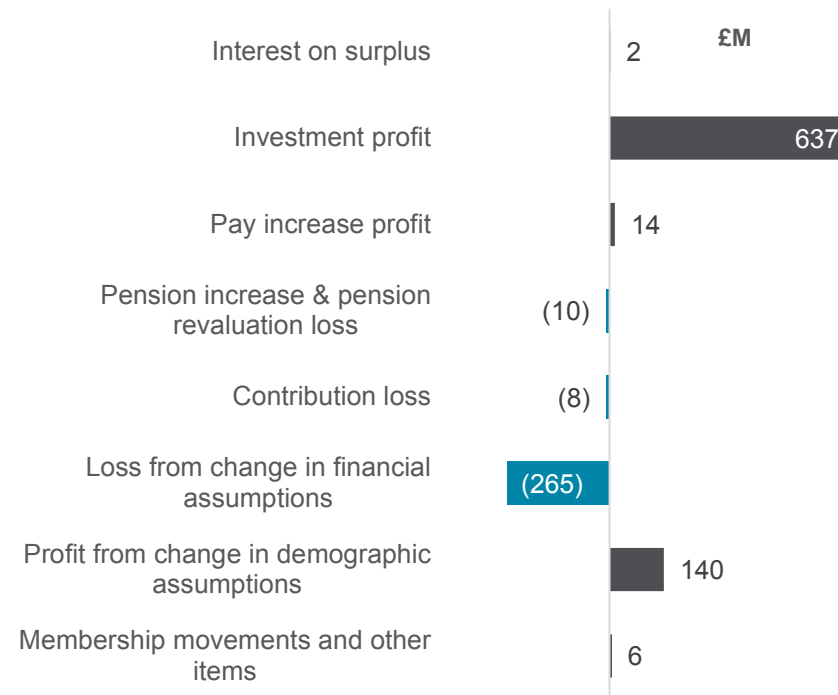 £M
Interest on surplus
2
Investment profit
637
Pay increase profit
14
Pension increase & pension
revaluation loss
(10)
Contribution loss
(8)
Loss from change in financial
assumptions
(265)
Profit from change in demographic
assumptions
140
Membership movements and other
items
6